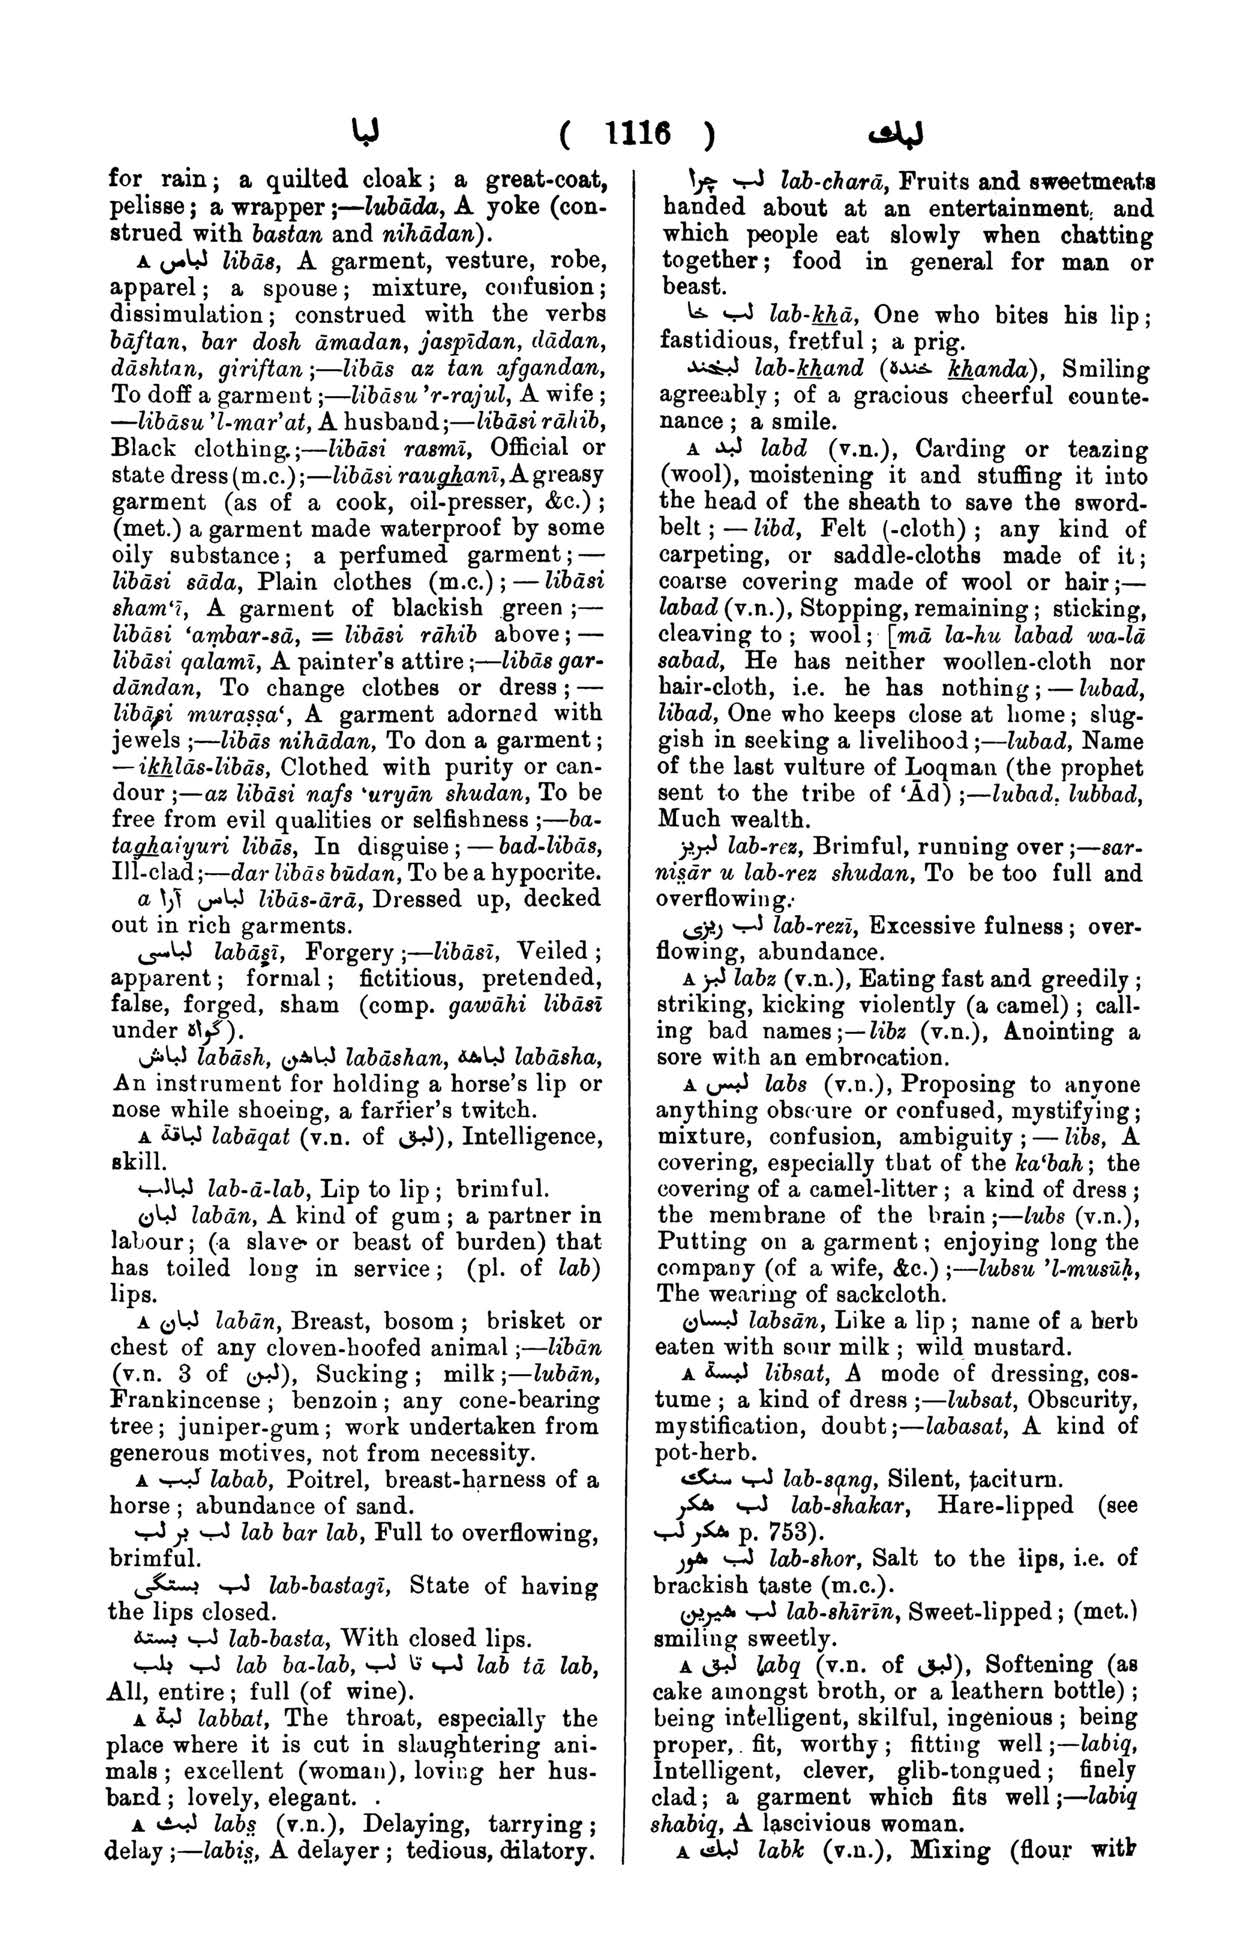 لبا ( 1116 ) لبك
for rain; a quilted cloak; a great-coat,
pelisse; a wrapper;—lubāda, A yoke (con-
strued with bastan and nihādan).
A لباس libās, A garment, vesture, robe,
apparel; a spouse; mixture, confusion;
dissimulation; construed with the verbs
bāftan, bar dosh āmadan, jaspīdan, dādan,
dāshtan, giriftan;—libās az tan afgandan,
To doff a garment;—libāsu 'r-rajul, A wife;
—libāsu 'l-mar'at, A husband;—libāsi rāhib,
Black clothing;—libāsi rasmī, Official or
state dress (m.c.);—libāsi raughanī, A greasy
garment (as of a cook, oil-presser, &c.);
(met.) a garment made waterproof by some
oily substance; a perfumed garment;—
libāsi sāda, Plain clothes (m.c.);—libāsi
sham‘ī, A garment of blackish green;—
libāsi ‘aṃbar-sā, = libāsi rāhib above;—
libāsi qalamī, A painter's attire;—libās gar-
dāndan, To change clothes or dress;—
libāsi muraṣṣa‘, A garment adorned with
jewels;—libās nihādan, To don a garment;
—ikhlās-libās, Clothed with purity or can-
dour;—az libāsi nafs ‘uryān shudan, To be
free from evil qualities or selfishness;—ba-
taghaiyuri libās, In disguise;—bad-libās,
Ill-clad;—dar libās būdan, To be a hypocrite.
a لباس آرا libās-ārā, Dressed up, decked
out in rich garments.
لباسى labāsī, Forgery;—libāsī, Veiled;
apparent; formal; fictitious, pretended,
false, forged, sham (comp. gawāhi libāsī
under گواه).
لباش labāsh, لباشن labāshan, لباشه labāsha,
An instrument for holding a horse's lip or
nose while shoeing, a farrier's twitch.
A لباقة labāqat (v.n. of لبق), Intelligence,
skill.
لبالب lab-ā-lab, Lip to lip; brimful.
لبان labān, A kind of gum; a partner in
labour; (a slave or beast of burden) that
has toiled long in service; (pl. of lab)
lips.
A لبان labān, Breast, bosom; brisket or
chest of any cloven-hoofed animal;—libān
(v.n. 3 of لبن), Sucking; milk;—lubān,
Frankincense; benzoin; any cone-bearing
tree; juniper-gum; work undertaken from
generous motives, not from necessity.
A لبب labab, Poitrel, breast-harness of a
horse; abundance of sand.
لب بر لب lab bar lab, Full to overflowing,
brimful.
لب بستگى lab-bastagī, State of having
the lips closed.
لب بسته lab-basta, With closed lips.
لب بلب lab ba-lab, لب تا لب lab tā lab,
All, entire; full (of wine).
A لبة labbat, The throat, especially the
place where it is cut in slaughtering ani-
mals; excellent (woman), loving her hus-
band; lovely, elegant.
A لبث labs̤ (v.n.), Delaying, tarrying;
delay;—labis̤, A delayer; tedious, dilatory.
لب چرا lab-charā, Fruits and sweetmeats
handed about at an entertainment, and
which people eat slowly when chatting
together; food in general for man or
beast.
لب خا lab-khā, One who bites his lip;
fastidious, fretful; a prig.
لبخند lab-khand (خنده khanda), Smiling
agreeably; of a gracious cheerful counte-
nance; a smile.
A لبد labd (v.n.), Carding or teazing
(wool), moistening it and stuffing it into
the head of the sheath to save the sword-
belt;—libd, Felt (-cloth); any kind of
carpeting, or saddle-cloths made of it;
coarse covering made of wool or hair;—
labad (v.n.), Stopping, remaining; sticking,
cleaving to; wool; [mā la-hu labad wa-lā
sabad, He has neither woollen-cloth nor
hair-cloth, i.e. he has nothing;—lubad,
libad, One who keeps close at home; slug-
gish in seeking a livelihood;—lubad, Name
of the last vulture of Loqman (the prophet
sent to the tribe of ‘Ād);—lubad, lubbad,
Much wealth.
لبريز lab-rez, Brimful, running over;—sar-
nis̤ār u lab-rez shudan, To be too full and
overflowing.
لب ريزى lab-rezī, Excessive fulness; over-
flowing, abundance.
A لبز labz (v.n.), Eating fast and greedily;
striking, kicking violently (a camel); call-
ing bad names;—libz (v.n.), Anointing a
sore with an embrocation.
A لبس labs (v.n.), Proposing to anyone
anything obscure or confused, mystifying;
mixture, confusion, ambiguity;—libs, A
covering, especially that of the ka‘bah; the
covering of a camel-litter; a kind of dress;
the membrane of the brain;—lubs (v.n.),
Putting on a garment; enjoying long the
company (of a wife, &c.);—lubsu 'l-musūḥ,
The wearing of sackcloth.
لبسان labsān, Like a lip; name of a herb
eaten with sour milk; wild mustard.
A لبسة libsat, A mode of dressing, cos-
tume; a kind of dress;—lubsat, Obscurity,
mystification, doubt;—labasat, A kind of
pot-herb.
لب سنگ lab-sang, Silent, taciturn.
لب شكر lab-shakar, Hare-lipped (see
شكر لب p. 753).
لب شور lab-shor, Salt to the lips, i.e. of
brackish taste (m.c.).
لب شيرين lab-shīrīn, Sweet-lipped; (met.)
smiling sweetly.
A لبق labq (v.n. of لبق), Softening (as
cake amongst broth, or a leathern bottle);
being intelligent, skilful, ingenious; being
proper, fit, worthy; fitting well;—labiq,
Intelligent, clever, glib-tongued; finely
clad; a garment which fits well;—labiq
shabiq, A lascivious woman.
A لبك labk (v.n.), Mixing (flour with